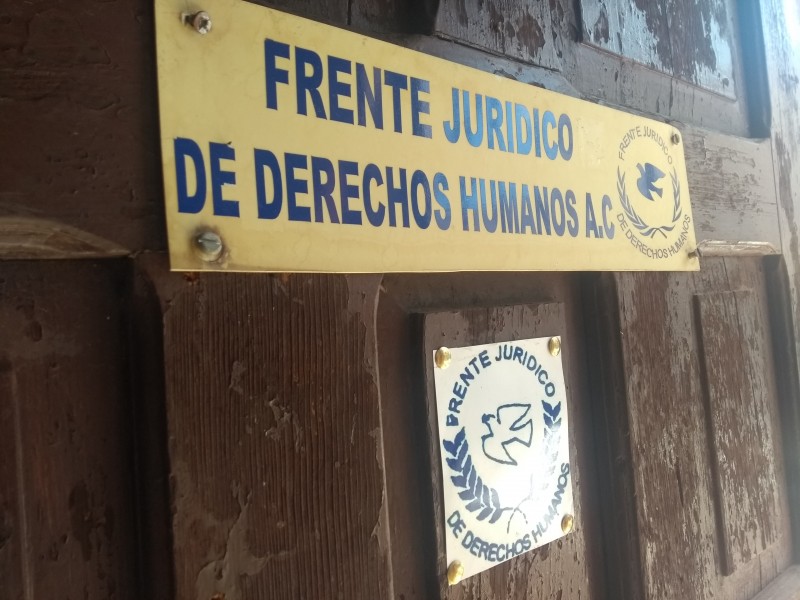 FRENTE JURIDICO
DE DERECHOS HUMANOS A.C
FRENTE JURIDICO
DE DERECHOS HUMANOS
FRENTE JURIDICO
DE DERECHOS HUMANOS